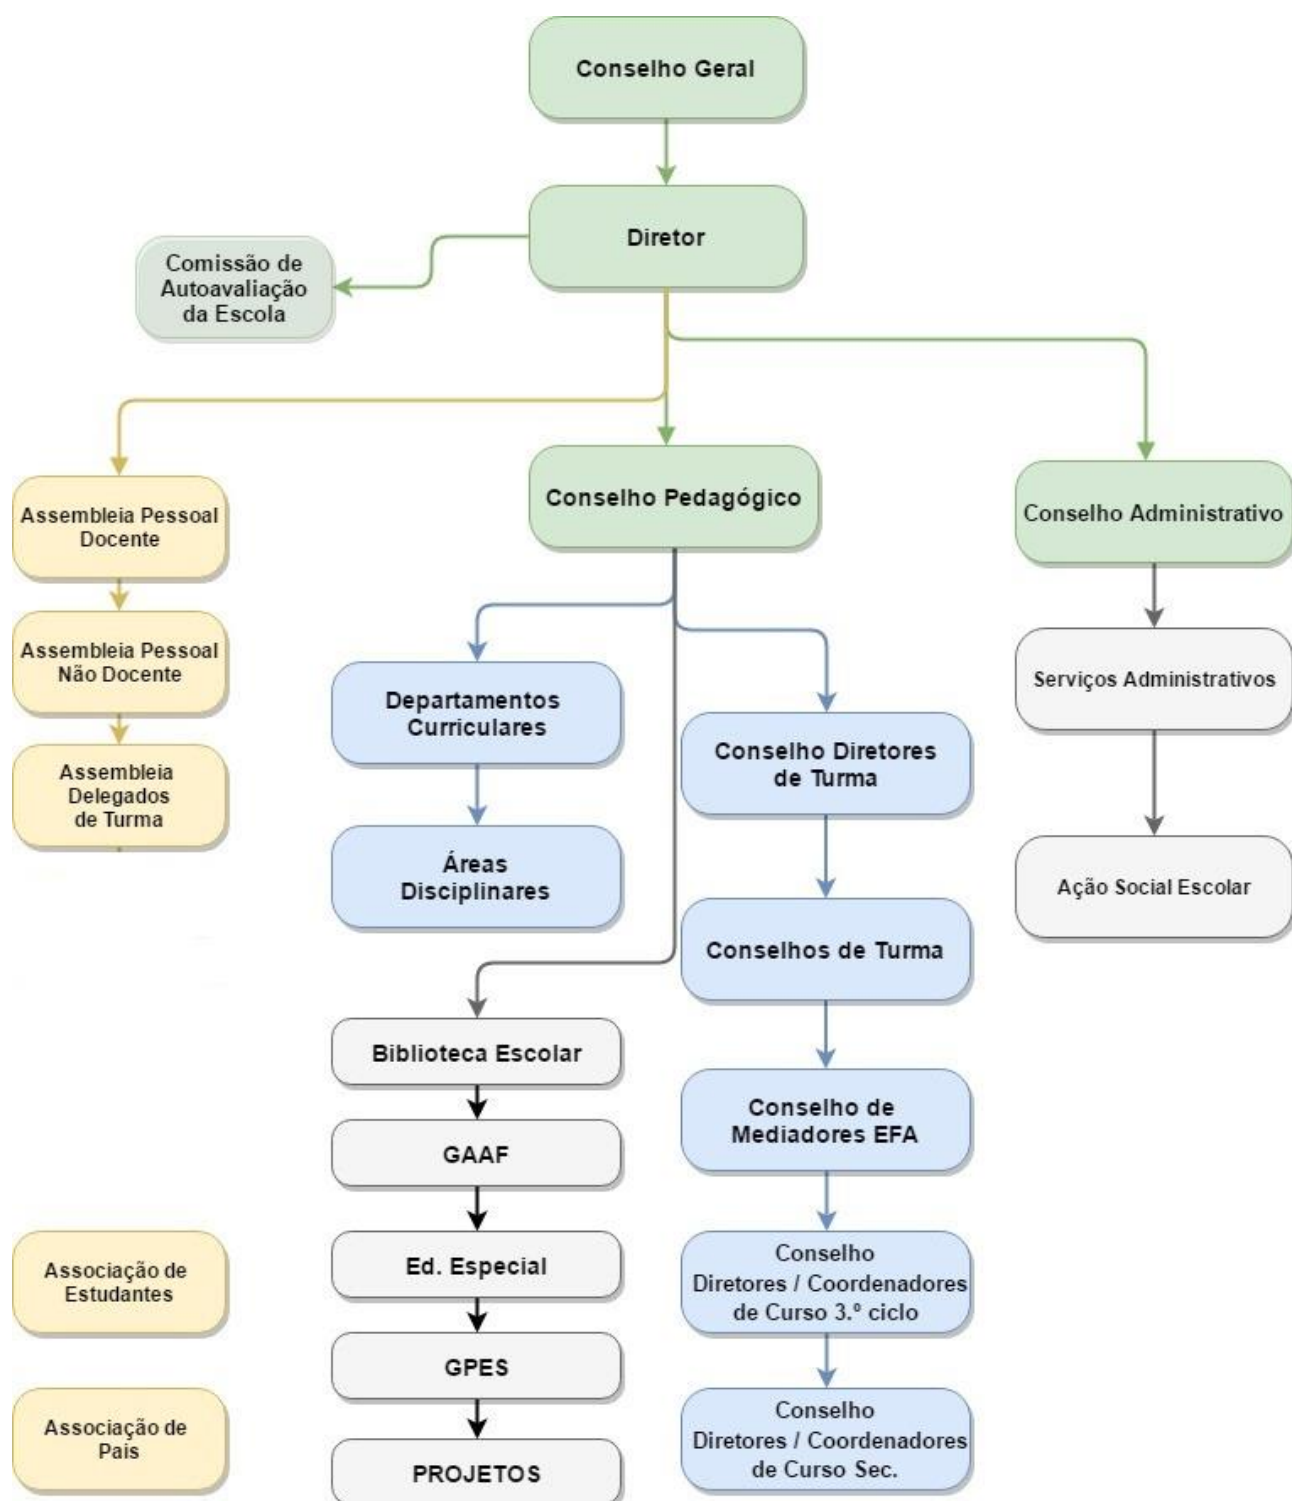 Conselho Geral
Diretor
Comissão de
Autoavaliação
da Escola
Assembleia Pessoal
Docente
Conselho Pedagógico
Conselho Administrativo
Assembleia Pessoal
Não Docente
Departamentos
Curriculares
Serviços Administrativos
Conselho Diretores
de Turma
Assembleia
Delegados
de Turma
Áreas
Disciplinares
Ação Social Escolar
Conselhos de Turma
Biblioteca Escolar
Conselho de
Mediadores EFA
GAAF
Associação de
Estudantes
Ed. Especial
Conselho
Diretores / Coordenadores
de Curso 3.º ciclo
GPES
Associação de
Pais
Conselho
Diretores / Coordenadores
de Curso Sec.
PROJETOS